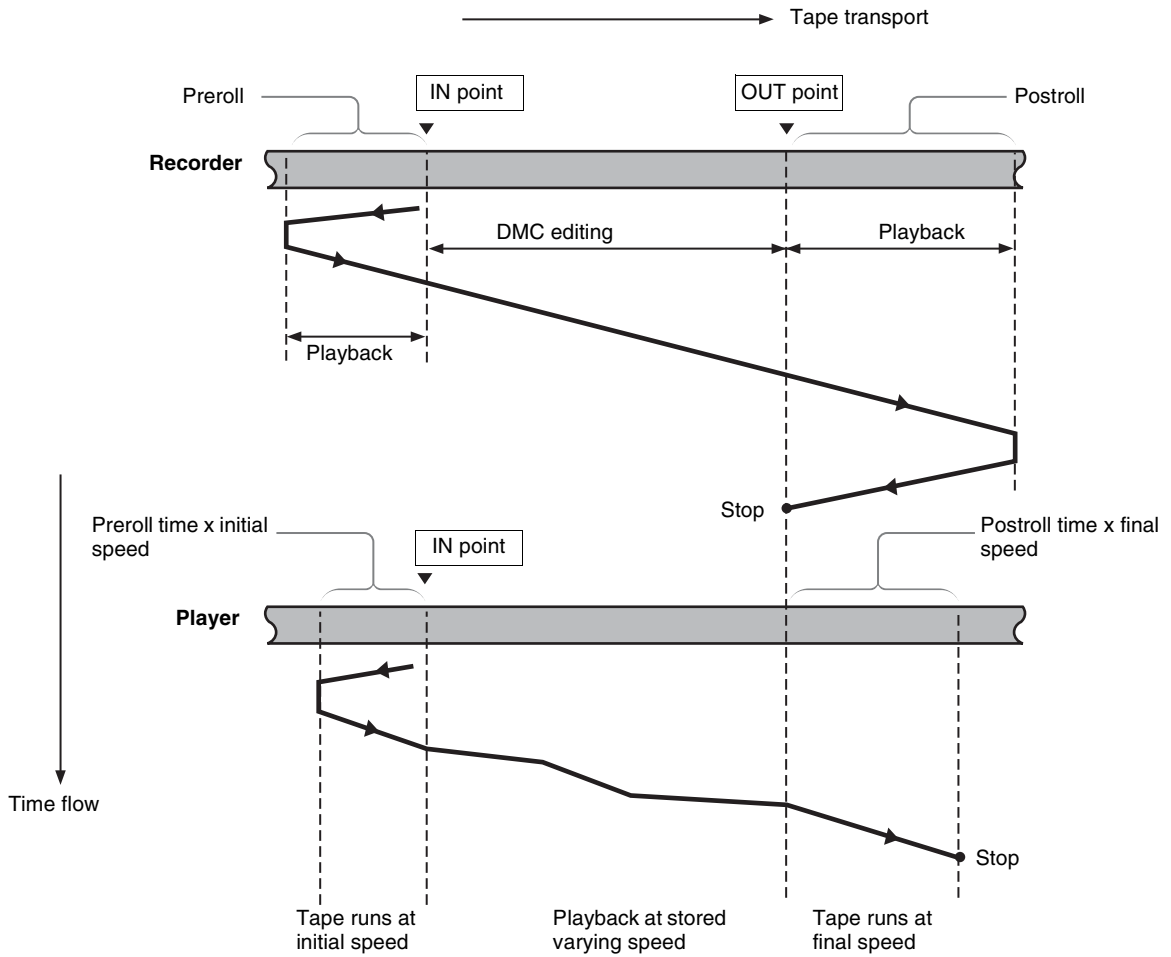 Tape transport
Preroll
IN point
OUT point
Postroll
Recorder
DMC editing
Playback
Playback
Stop
Preroll time x initial
speed
IN point
Postroll time x final
speed
Player
Time flow
Stop
Tape runs at
initial speed
Playback at stored
varying speed
Tape runs at
final speed